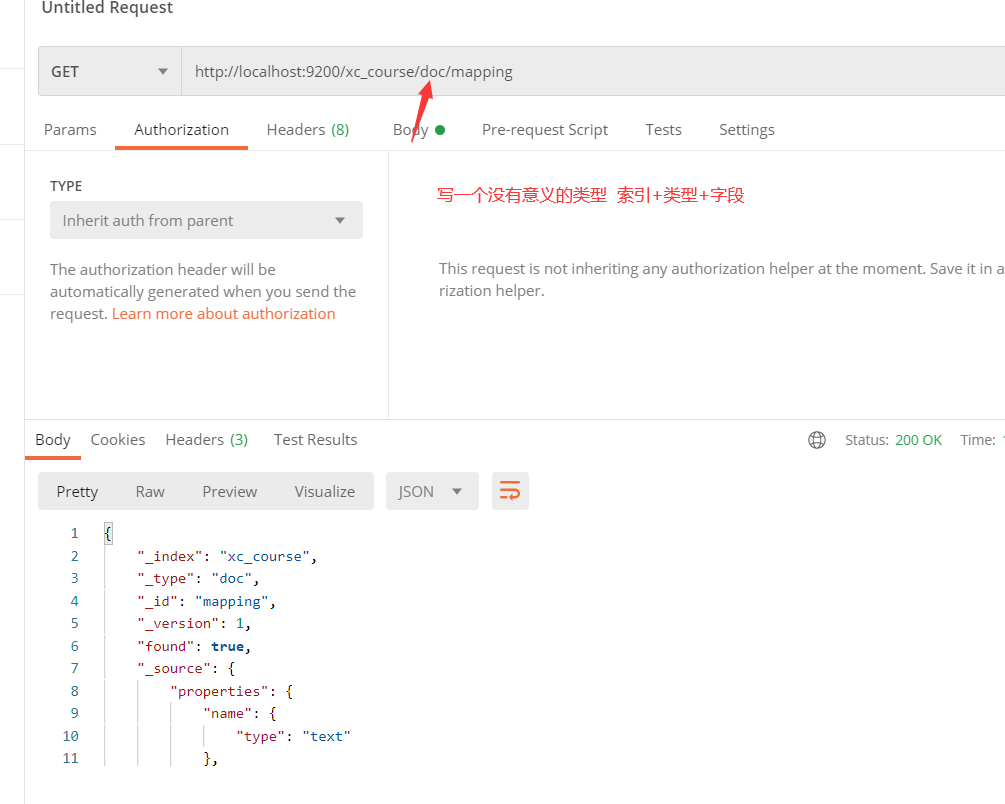 Untitled Request
GET http://localhost:9200/xc_course/doc/mapping
Params Authorization Headers (8) Body Pre-request Script Tests Settings
TYPE
Inherit auth from parent
The authorization header will be
automatically generated when you send the
request. Learn more about authorization
写一个没有意义的类型 索引+类型+字段
This request is not inheriting any authorization helper at the moment. Save it in a
rization helper.
Body Cookies Headers (3) Test Results Status: 200 OK Time:
Pretty Raw Preview Visualize JSON
1 {
2 "_index": "xc_course",
3 "_type": "doc",
4 "_id": "mapping",
5 "_version": 1,
6 "found": true,
7 "_source": {
8 "properties": {
9 "name": {
10 "type": "text"
11 },